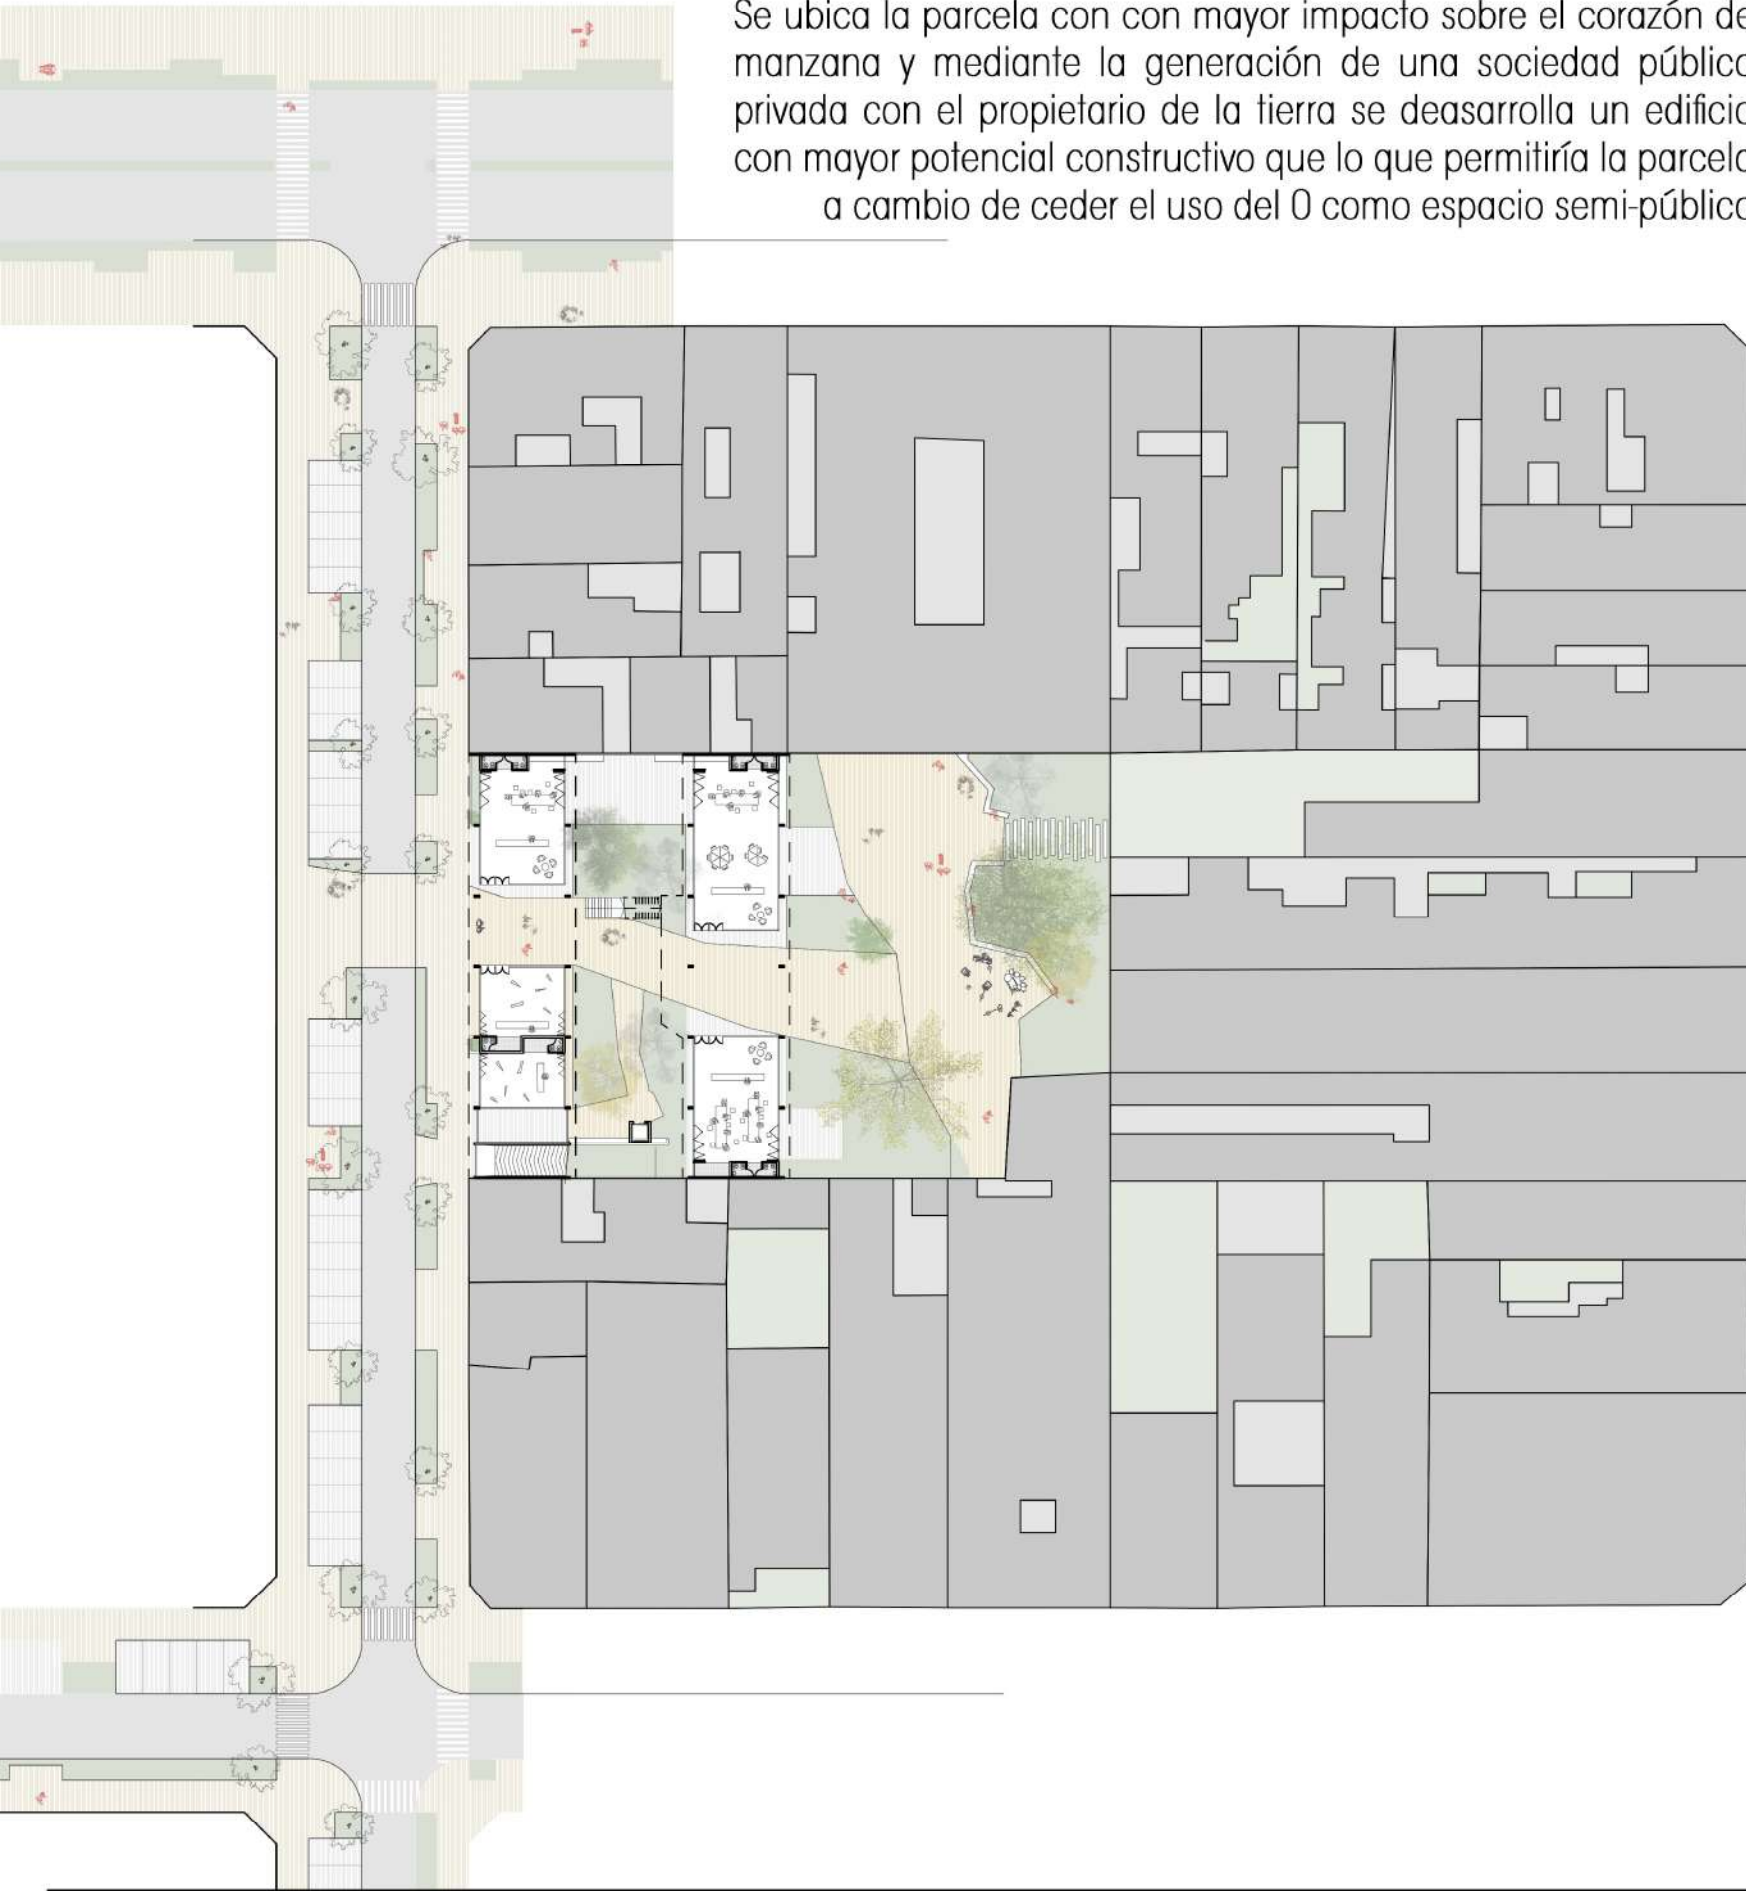 Se ubica la parcela con con mayor impacto sobre el corazón de
manzana y mediante la generación de una sociedad público
privada con el propietario de la tierra se deasarrolla un edificio
con mayor potencial constructivo que lo que permitiría la parcela
a cambio de ceder el uso del 0 como espacio semi-público